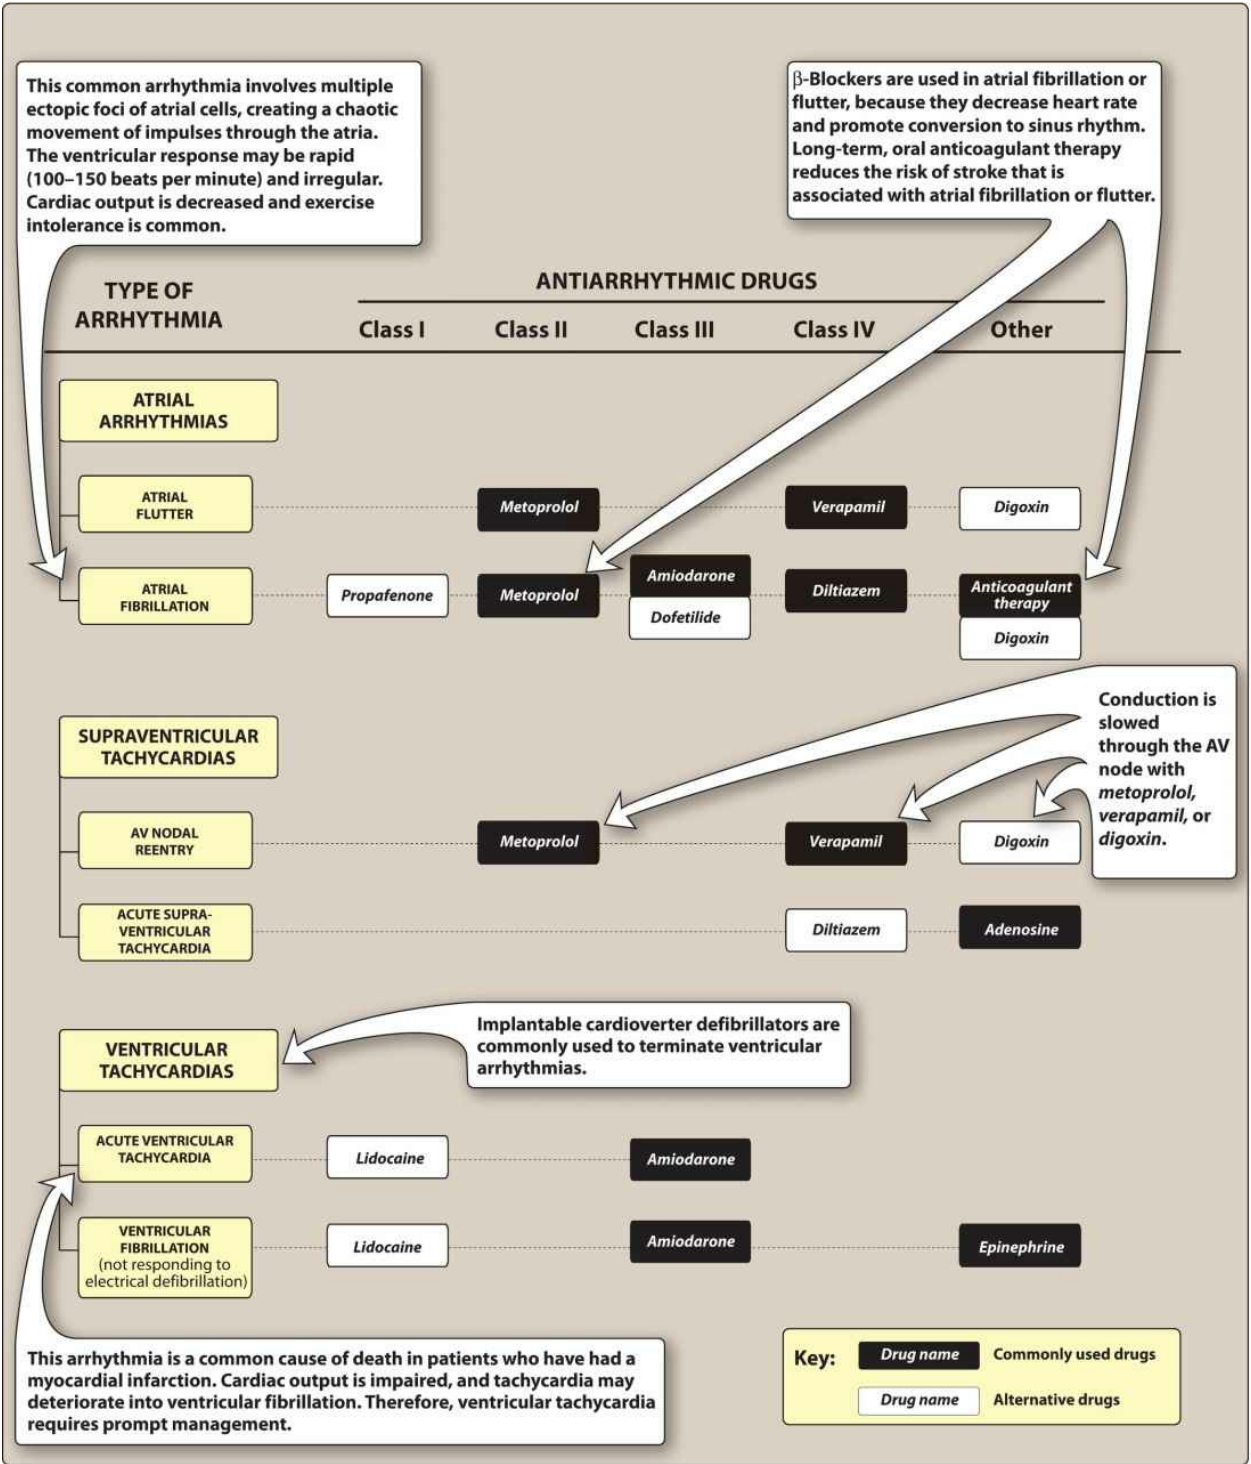 This common arrhythmia involves multiple
ectopic foci of atrial cells, creating a chaotic
movement of impulses through the atria.
The ventricular response may be rapid
(100–150 beats per minute) and irregular.
Cardiac output is decreased and exercise
intolerance is common.
β-Blockers are used in atrial fibrillation or
flutter, because they decrease heart rate
and promote conversion to sinus rhythm.
Long-term, oral anticoagulant therapy
reduces the risk of stroke that is
associated with atrial fibrillation or flutter.
TYPE OF
ARRHYTHMIA
ANTIARRHYTHMIC DRUGS
Class I Class II Class III Class IV Other
ATRIAL
ARRHYTHMIAS
ATRIAL
FLUTTER
Metoprolol Verapamil Digoxin
ATRIAL
FIBRILLATION
Propafenone Metoprolol
Amiodarone
Dofetilide
Diltiazem
Anticoagulant
therapy
Digoxin
SUPRAVENTRICULAR
TACHYCARDIAS
Conduction is
slowed
through the AV
node with
metoprolol,
verapamil, or
digoxin.
AV NODAL
REENTRY
Metoprolol Verapamil Digoxin
ACUTE SUPRA-
VENTRICULAR
TACHYCARDIA
Diltiazem Adenosine
VENTRICULAR
TACHYCARDIAS
Implantable cardioverter defibrillators are
commonly used to terminate ventricular
arrhythmias.
ACUTE VENTRICULAR
TACHYCARDIA
Lidocaine Amiodarone
VENTRICULAR
FIBRILLATION
(not responding to
electrical defibrillation)
Lidocaine Amiodarone Epinephrine
This arrhythmia is a common cause of death in patients who have had a
myocardial infarction. Cardiac output is impaired, and tachycardia may
deteriorate into ventricular fibrillation. Therefore, ventricular tachycardia
requires prompt management.
Key: Drug name Commonly used drugs
Drug name Alternative drugs